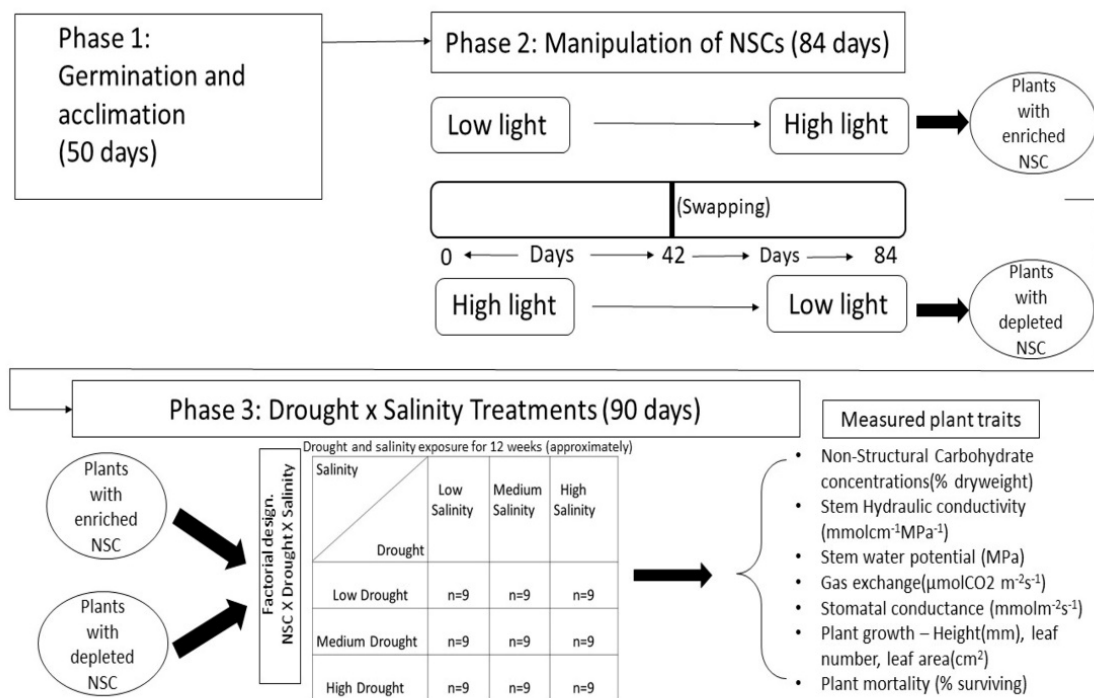 Phase 1:
Germination and
acclimation
(50 days)
Phase 2: Manipulation of NSCs (84 days)
Low light
High light
Plants
with
enriched
NSC
(Swapping)
0
Days
42
Days
84
High light
Low light
Plants
with
depleted
NSC
Phase 3: Drought x Salinity Treatments (90 days)
Drought and salinity exposure for 12 weeks (approximately)
Plants
with
enriched
NSC
Plants
with
depleted
NSC
Factorial design.
NSC X Drought X Salinity
Salinity
Drought
Low
Salinity
Medium
Salinity
High
Salinity
Low Drought
n=9
n=9
n=9
Medium Drought
n=9
n=9
n=9
High Drought
n=9
n=9
n=9
Measured plant traits
• Non-Structural Carbohydrate
concentrations(% dryweight)
• Stem Hydraulic conductivity
(mmolcm⁻¹MPa⁻¹)
• Stem water potential (MPa)
• Gas exchange(µmolCO2 m⁻²s⁻¹)
• Stomatal conductance (mmolm⁻²s⁻¹)
• Plant growth – Height(mm), leaf
number, leaf area(cm²)
• Plant mortality (% surviving)